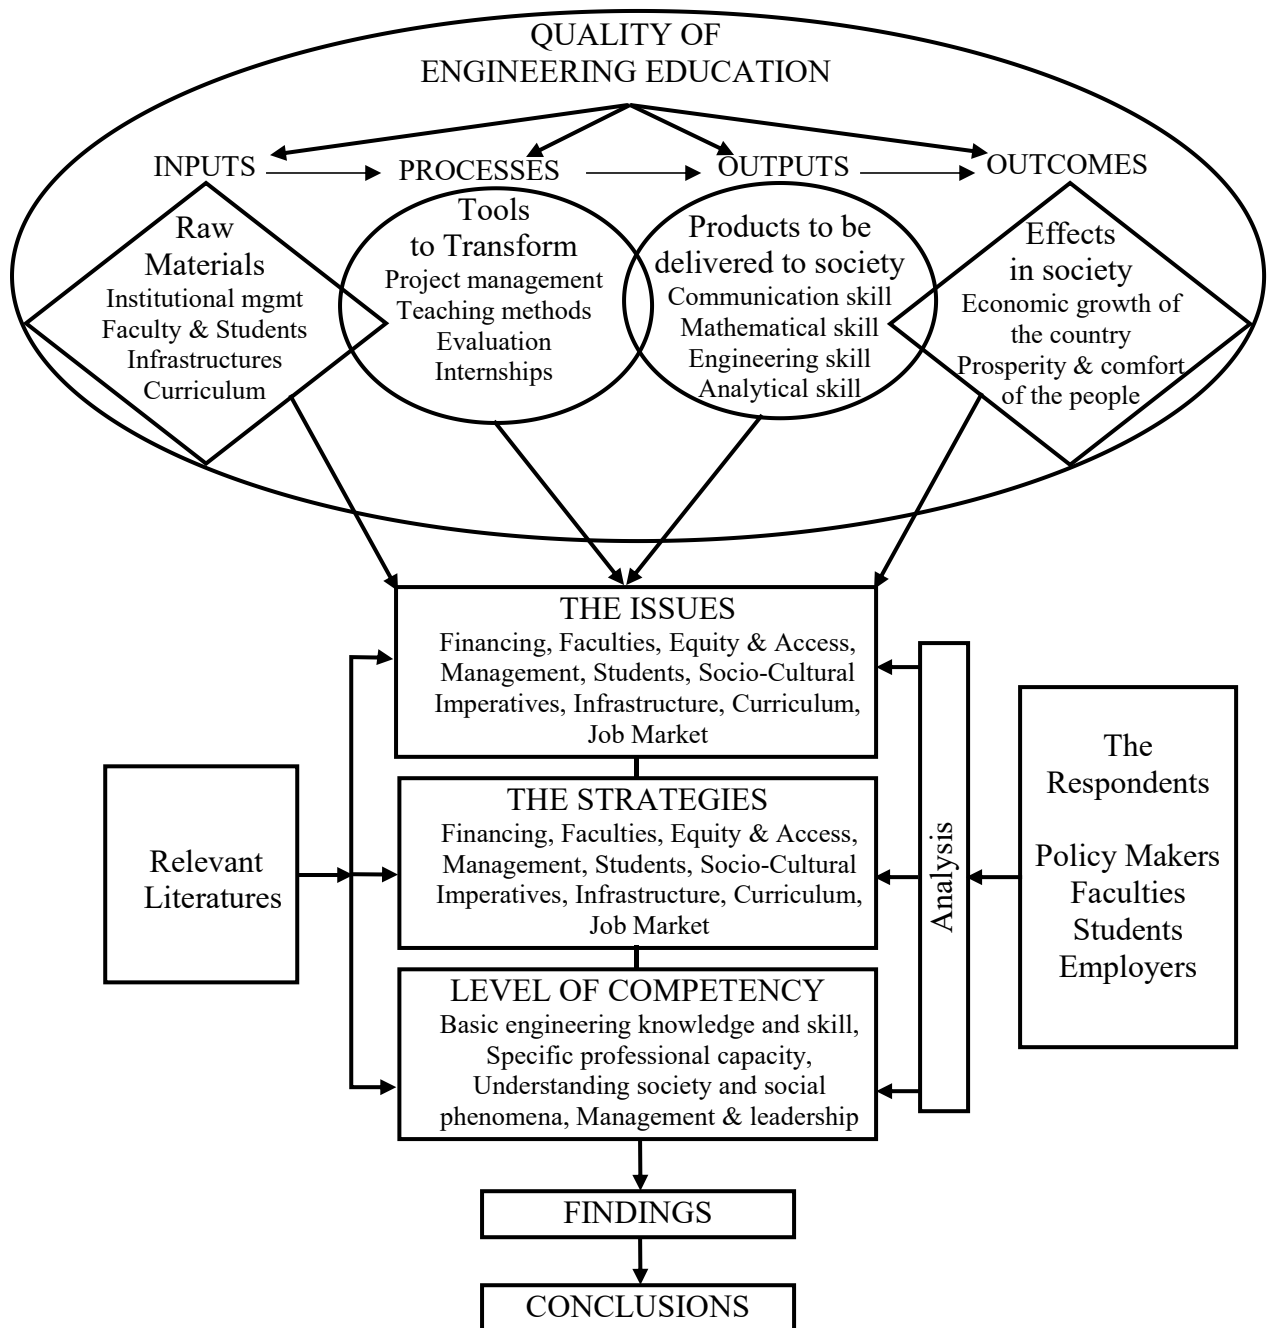 QUALITY OF
ENGINEERING EDUCATION
INPUTS
PROCESSES
OUTPUTS
OUTCOMES
Raw
Materials
Institutional mgmt
Faculty & Students
Infrastructures
Curriculum
Tools
to Transform
Project management
Teaching methods
Evaluation
Internships
Products to be
delivered to society
Communication skill
Mathematical skill
Engineering skill
Analytical skill
Effects
in society
Economic growth of
the country
Prosperity & comfort
of the people
THE ISSUES
Financing, Faculties, Equity & Access,
Management, Students, Socio-Cultural
Imperatives, Infrastructure, Curriculum,
Job Market
Relevant
Literatures
THE STRATEGIES
Financing, Faculties, Equity & Access,
Management, Students, Socio-Cultural
Imperatives, Infrastructure, Curriculum,
Job Market
LEVEL OF COMPETENCY
Basic engineering knowledge and skill,
Specific professional capacity,
Understanding society and social
phenomena, Management & leadership
Analysis
The
Respondents
Policy Makers
Faculties
Students
Employers
FINDINGS
CONCLUSIONS